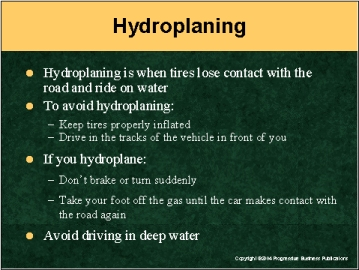 Hydroplaning
Hydroplaning is when tires lose contact with the
road and ride on water
To avoid hydroplaning:
– Keep tires properly inflated
– Drive in the tracks of the vehicle in front of you
If you hydroplane:
– Don't brake or turn suddenly
– Take your foot off the gas until the car makes contact with
the road again
Avoid driving in deep water
Copyright Progressive Business Publications